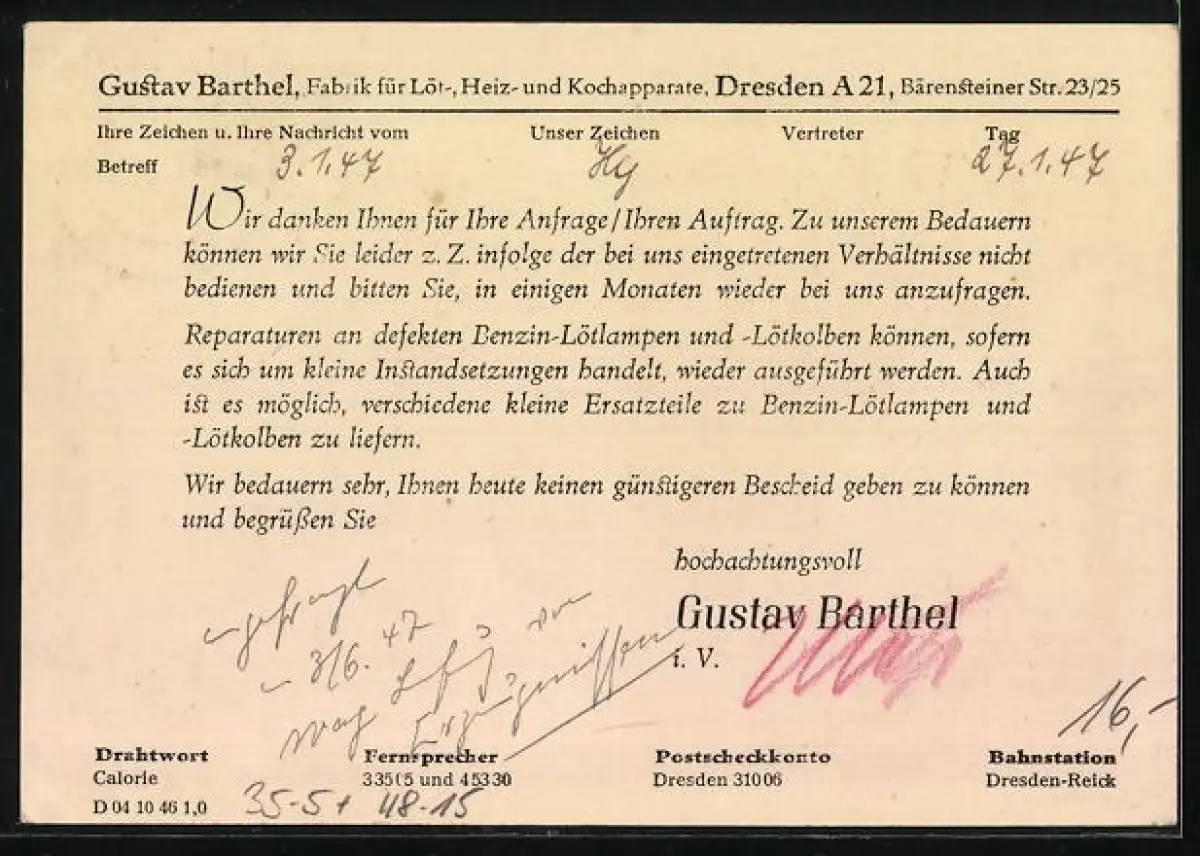 Gustav Barthel, Fabrik für Löt-, Heiz- und Kochapparate, Dresden A 21, Bärensteiner Str. 23/25
Ihre Zeichen u. Ihre Nachricht vom Unser Zeichen Vertreter Tag
Betreff 3.1.47 Hg 27.1.47
Wir danken Ihnen für Ihre Anfrage/Ihren Auftrag. Zu unserem Bedauern
können wir Sie leider z. Z. infolge der bei uns eingetretenen Verhältnisse nicht
bedienen und bitten Sie, in einigen Monaten wieder bei uns anzufragen.
Reparaturen an defekten Benzin-Lötlampen und -Lötkolben können, sofern
es sich um kleine Instandsetzungen handelt, wieder ausgeführt werden. Auch
ist es möglich, verschiedene kleine Ersatzteile zu Benzin-Lötlampen und
-Lötkolben zu liefern.
Wir bedauern sehr, Ihnen heute keinen günstigeren Bescheid geben zu können
und begrüßen Sie
hochachtungsvoll
Gustav Barthel
i. V.
angefragt
3/6. 47
16,-
Drahtwort Fernsprecher Postscheckkonto Bahnstation
Calorie 33505 und 45330 Dresden 31006 Dresden-Reick
D 04 10 46 1,0 35-5+ 48-15